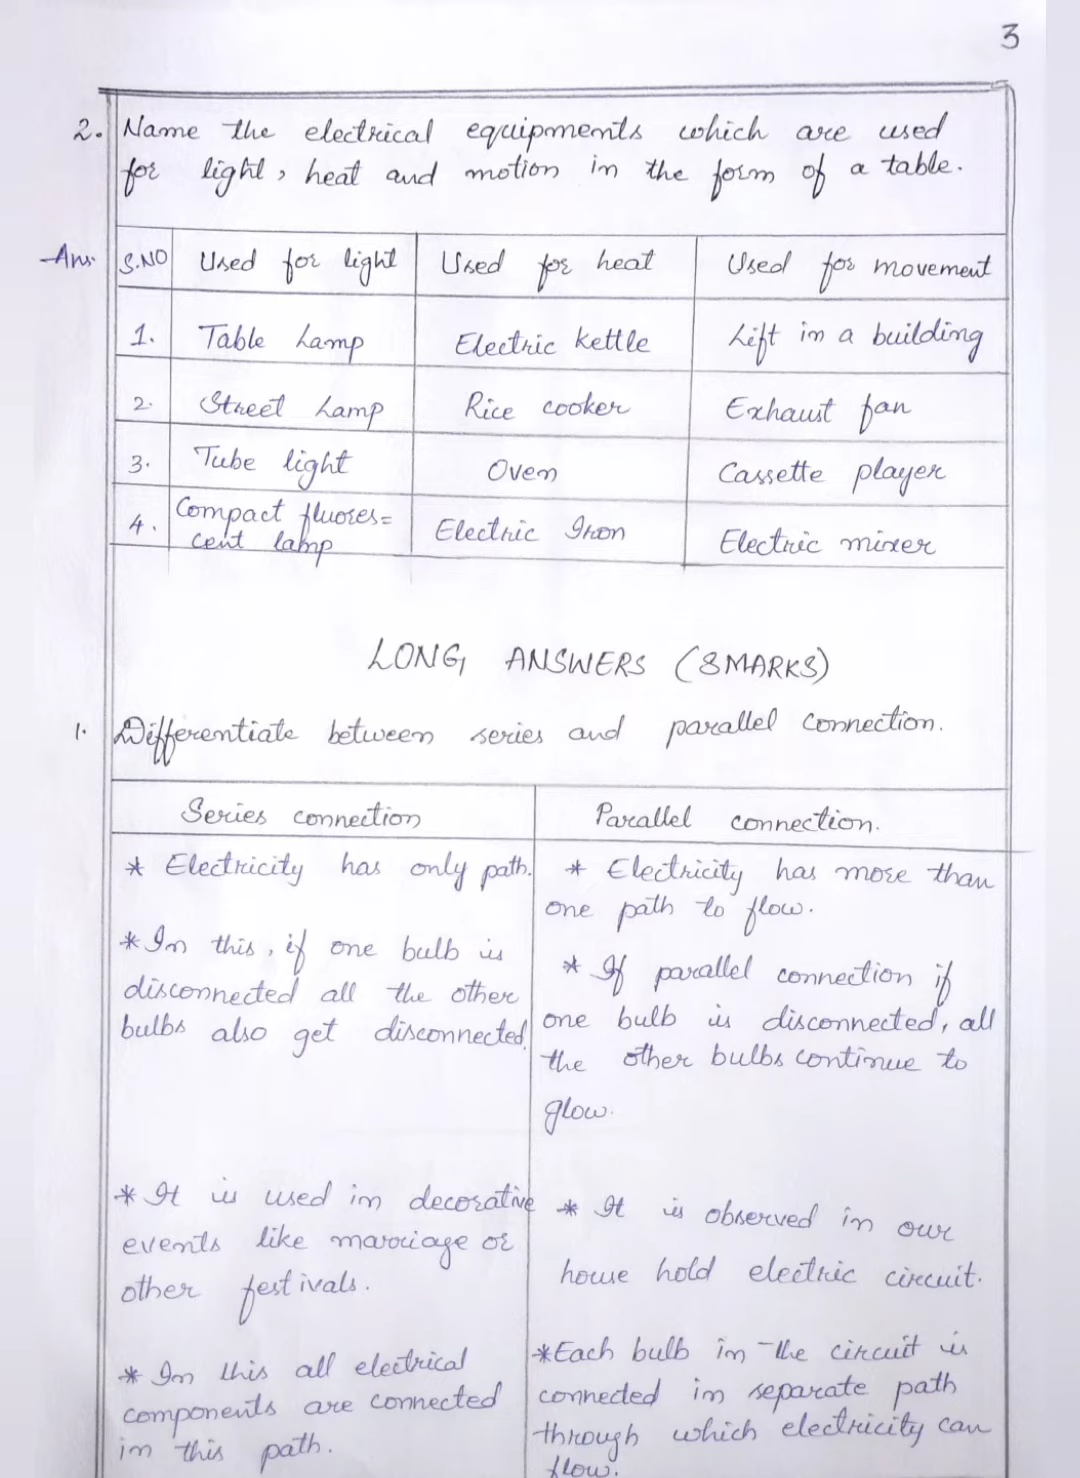 3
2. Name the electrical equipments which are used
for light, heat and motion in the form of a table.
Ans. S.NO Used for light Used for heat Used for movement
1. Table Lamp Electric kettle Lift in a building
2. Street Lamp Rice cooker Exhaust fan
3. Tube light Oven Cassette player
4. Compact fluores= Electric Iron Electric mixer
cent lamp
LONG ANSWERS (8MARKS)
1. Differentiate between series and parallel connection.
Series connection Parallel connection.
* Electricity has only path.
* In this, if one bulb is
disconnected all the other
bulbs also get disconnected.
* It is used in decorative
events like marriage or
other festivals.
* In this all electrical
components are connected
in this path.
* Electricity has more than
one path to flow.
* If parallel connection if
one bulb is disconnected, all
the other bulbs continue to
glow.
* It is observed in our
house hold electric circuit.
* Each bulb in the circuit is
connected in separate path
through which electricity can
flow.